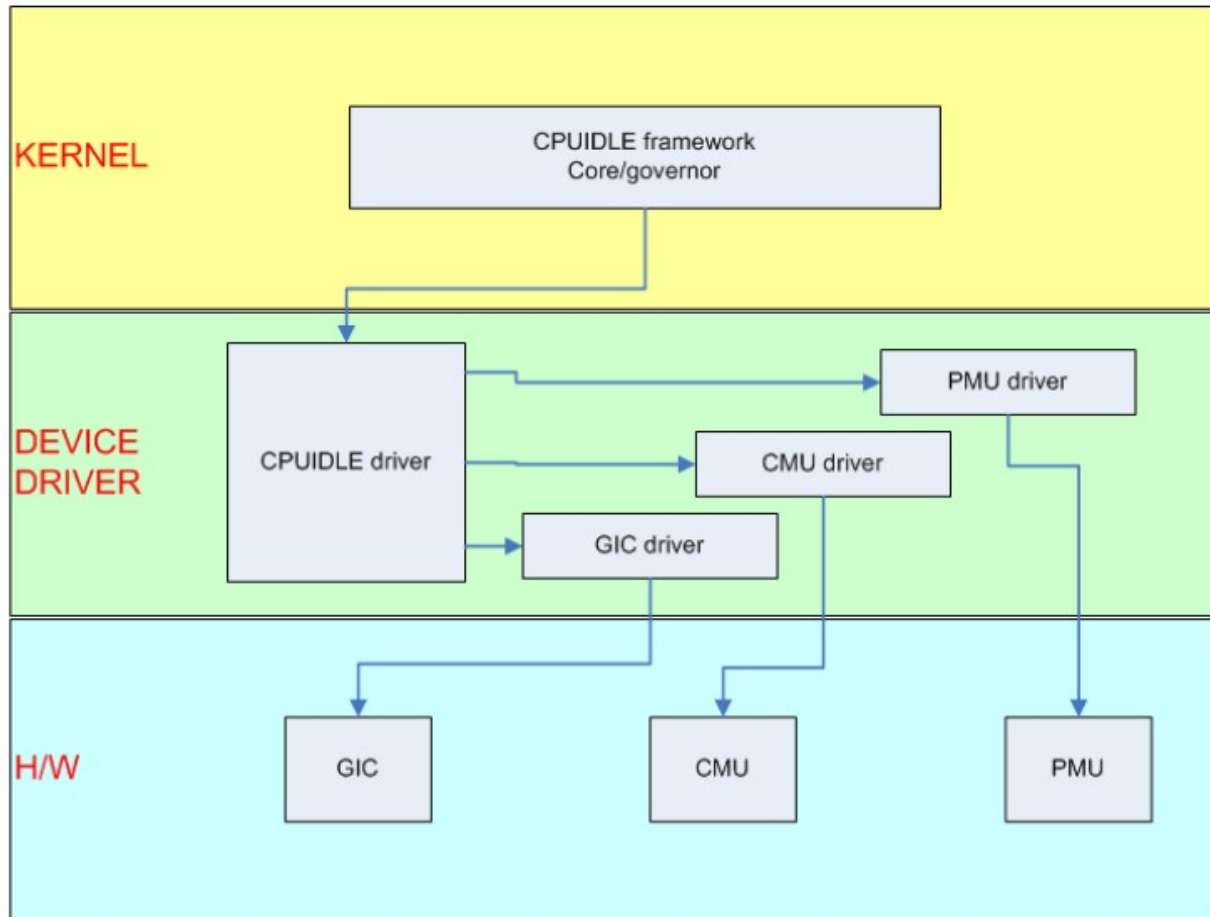 KERNEL
CPUIDLE framework
Core/governor
DEVICE
DRIVER
CPUIDLE driver
PMU driver
CMU driver
GIC driver
H/W
GIC
CMU
PMU